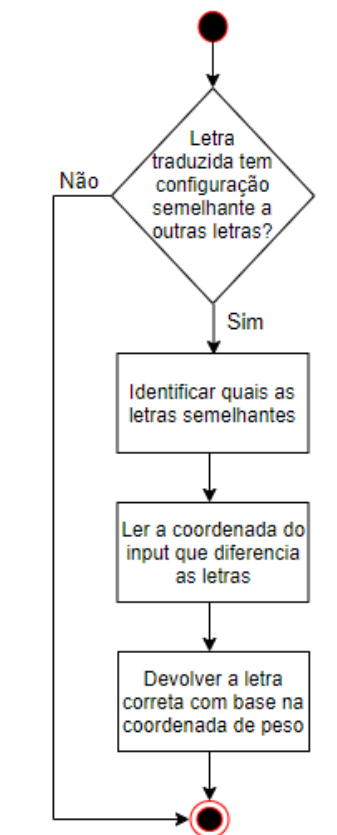 Letra
traduzida tem
configuração
semelhante a
outras letras?
Não
Sim
Identificar quais as
letras semelhantes
Ler a coordenada do
input que diferencia
as letras
Devolver a letra
correta com base na
coordenada de peso